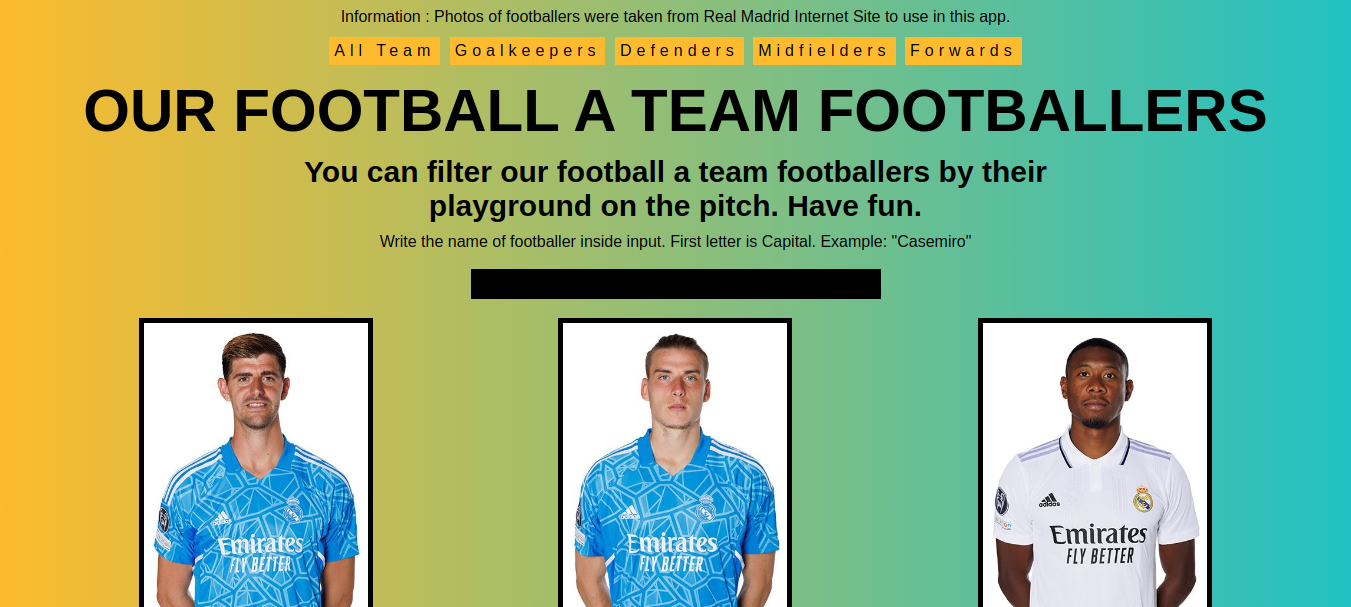 Information : Photos of footballers were taken from Real Madrid Internet Site to use in this app.
All Team Goalkeepers Defenders Midfielders Forwards
OUR FOOTBALL A TEAM FOOTBALLERS
You can filter our football a team footballers by their
playground on the pitch. Have fun.
Write the name of footballer inside input. First letter is Capital. Example: "Casemiro"
adidas
Emirates
FLY BETTER
adidas
Emirates
FLY BETTER
adidas
Emirates
FLY BETTER